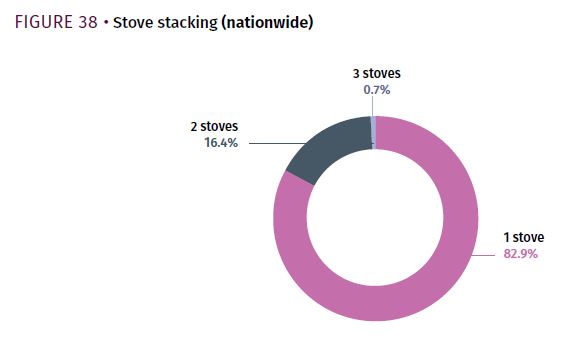 FIGURE 38 • Stove stacking (nationwide)
3 stoves
0.7%
2 stoves
16.4%
1 stove
82.9%